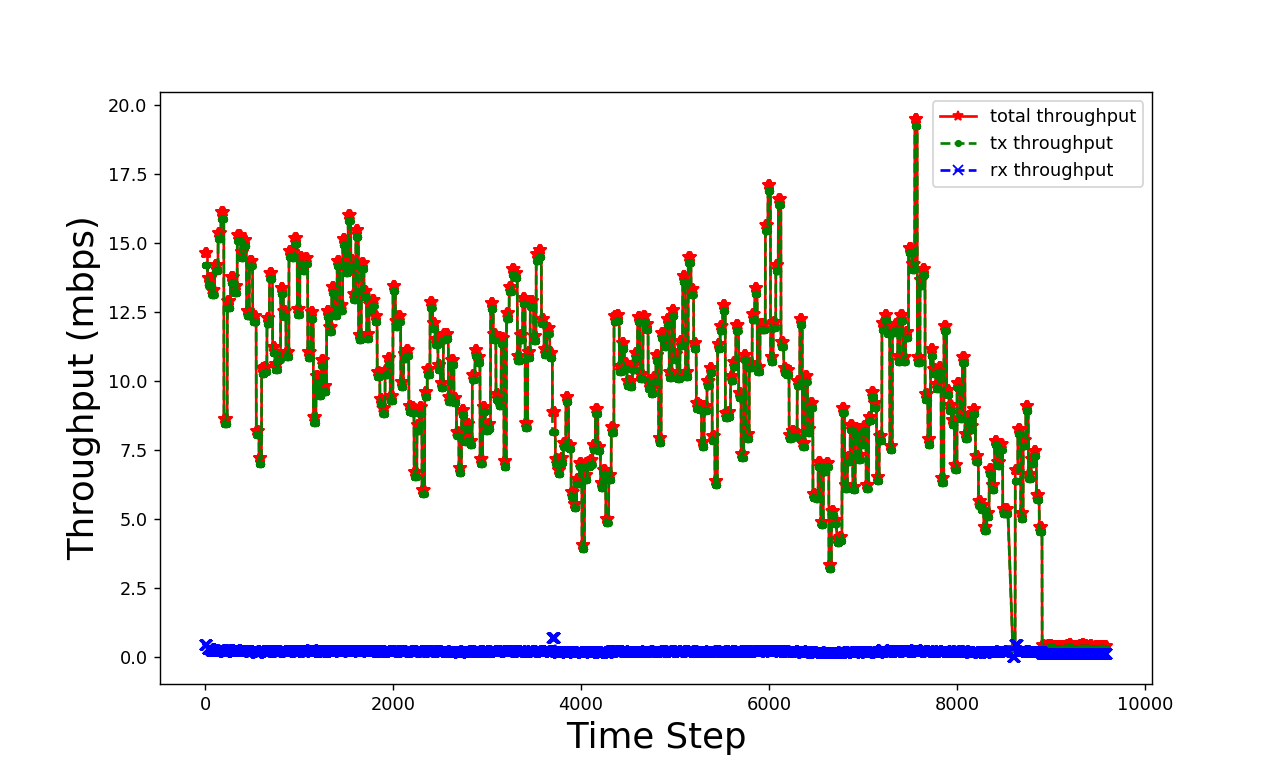 20.0
17.5
15.0
12.5
10.0
7.5
5.0
2.5
0.0
Throughput (mbps)
total throughput
tx throughput
rx throughput
0 2000 4000 6000 8000 10000
Time Step